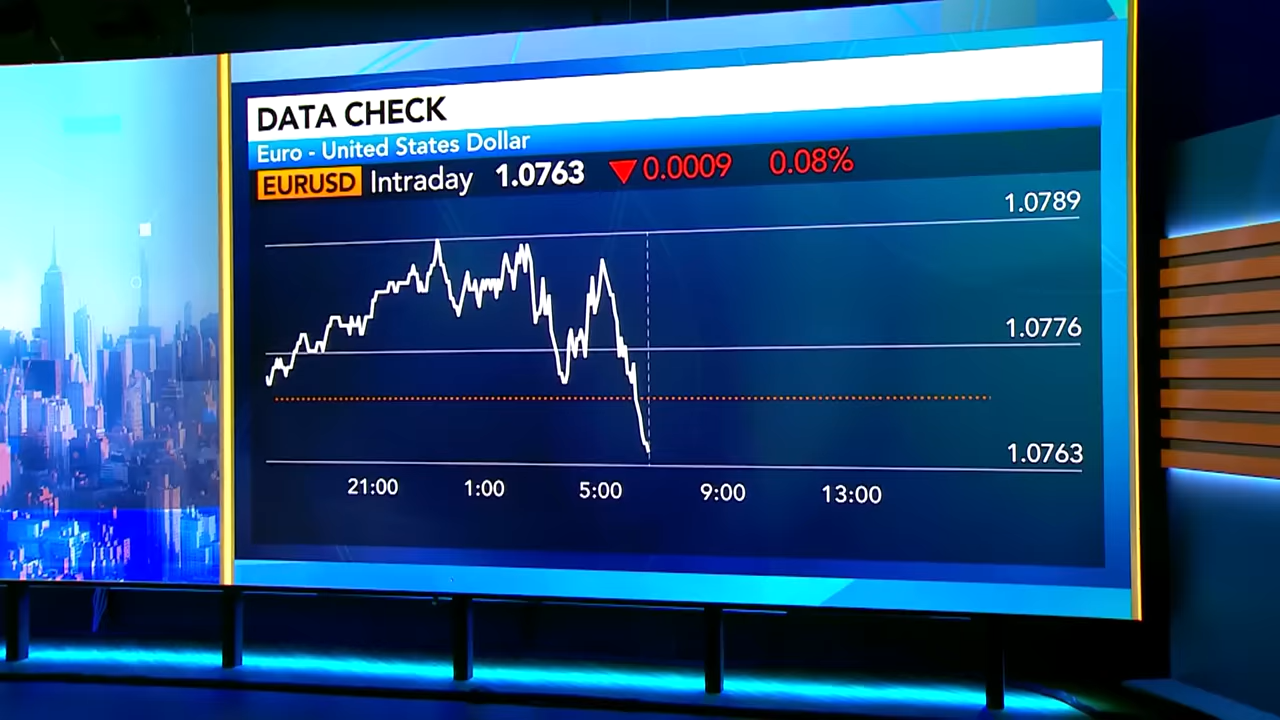 DATA CHECK
Euro - United States Dollar
EURUSD Intraday 1.0763 ▼0.0009 0.08%
1.0789
1.0776
1.0763
21:00 1:00 5:00 9:00 13:00